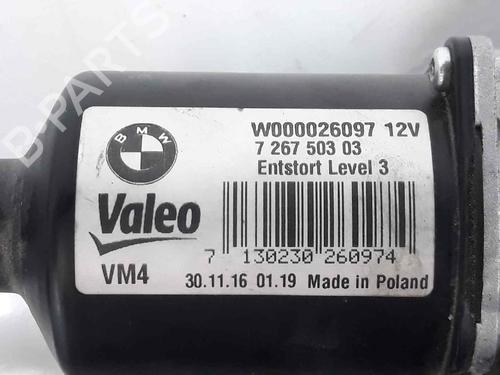 B-PARTS
BMW
W000026097 12V
7 267 503 03
Entstort Level 3
Valeo
7 130230 260974
VM4
30.11.16 01.19 Made in Poland